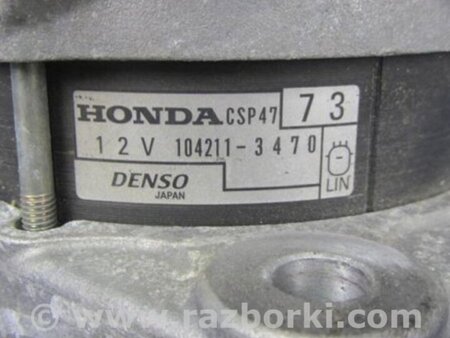 HONDA CSP47 73
12V 104211-3470
DENSO
JAPAN
LIN
© www.razborki.com